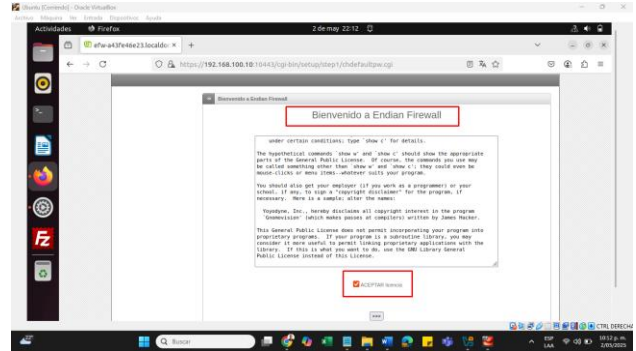 Ubuntu [Corriendo] - Oracle VirtualBox
Archivo Máquina Ver Entrada Dispositivos Ayuda
Actividades Firefox 2 de may 22:12
efw-a43fe46e23.localdo
https://192.168.100.10:10443/cgi-bin/setup/step1/chdefaultpw.cgi
Bienvenido a Endian Firewall
Bienvenido a Endian Firewall
under certain conditions; type `show c' for details.
The hypothetical commands `show w' and `show c' should show the appropriate
parts of the General Public License. Of course, the commands you use may
be called something other than `show w' and `show c'; they could even be
mouse-clicks or menu items--whatever suits your program.
You should also get your employer (if you work as a programmer) or your
school, if any, to sign a "copyright disclaimer" for the program, if
necessary. Here is a sample; alter the names:
Yoyodyne, Inc., hereby disclaims all copyright interest in the program
`Gnomovision' (which makes passes at compilers) written by James Hacker.
This General Public License does not permit incorporating your program into
proprietary programs. If your program is a subroutine library, you may
consider it more useful to permit linking proprietary applications with the
library. If this is what you want to do, use the GNU Library General
Public License instead of this License.
ACEPTAR licencia
>>>
CTRL DERECHA
Buscar
ESP
LAA
10:12 p. m.
2/05/2025